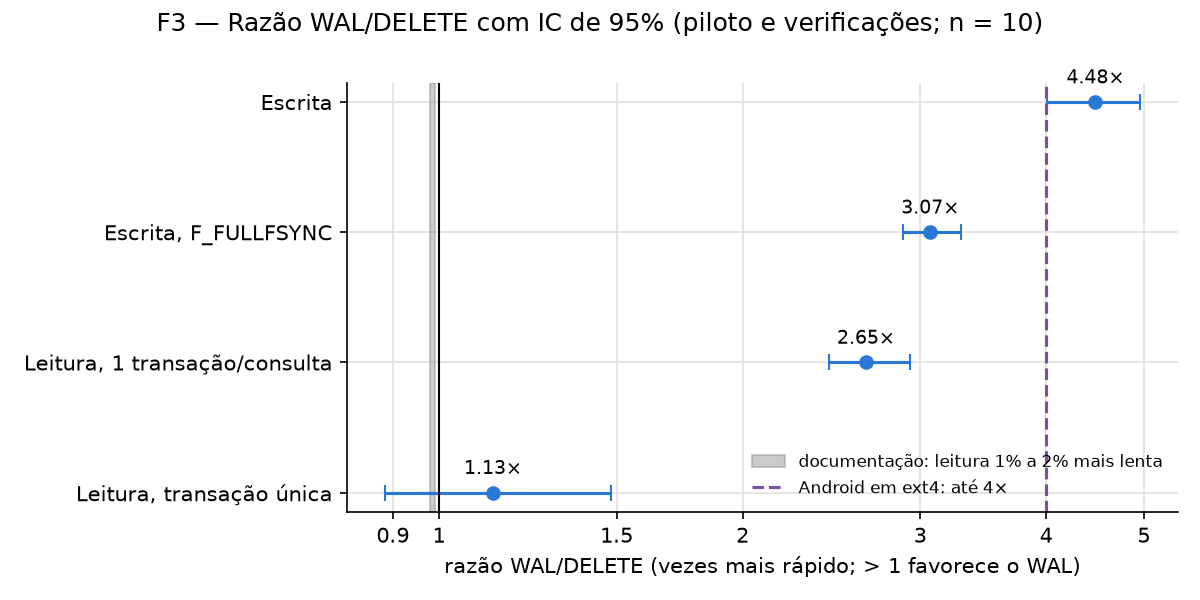 F3 — Razão WAL/DELETE com IC de 95% (piloto e verificações; n = 10)
4.48×
Escrita
3.07×
Escrita, F_FULLFSYNC
2.65×
Leitura, 1 transação/consulta
documentação: leitura 1% a 2% mais lenta
1.13×
Android em ext4: até 4×
Leitura, transação única
0.9 1 1.5 2 3 4 5
razão WAL/DELETE (vezes mais rápido; > 1 favorece o WAL)